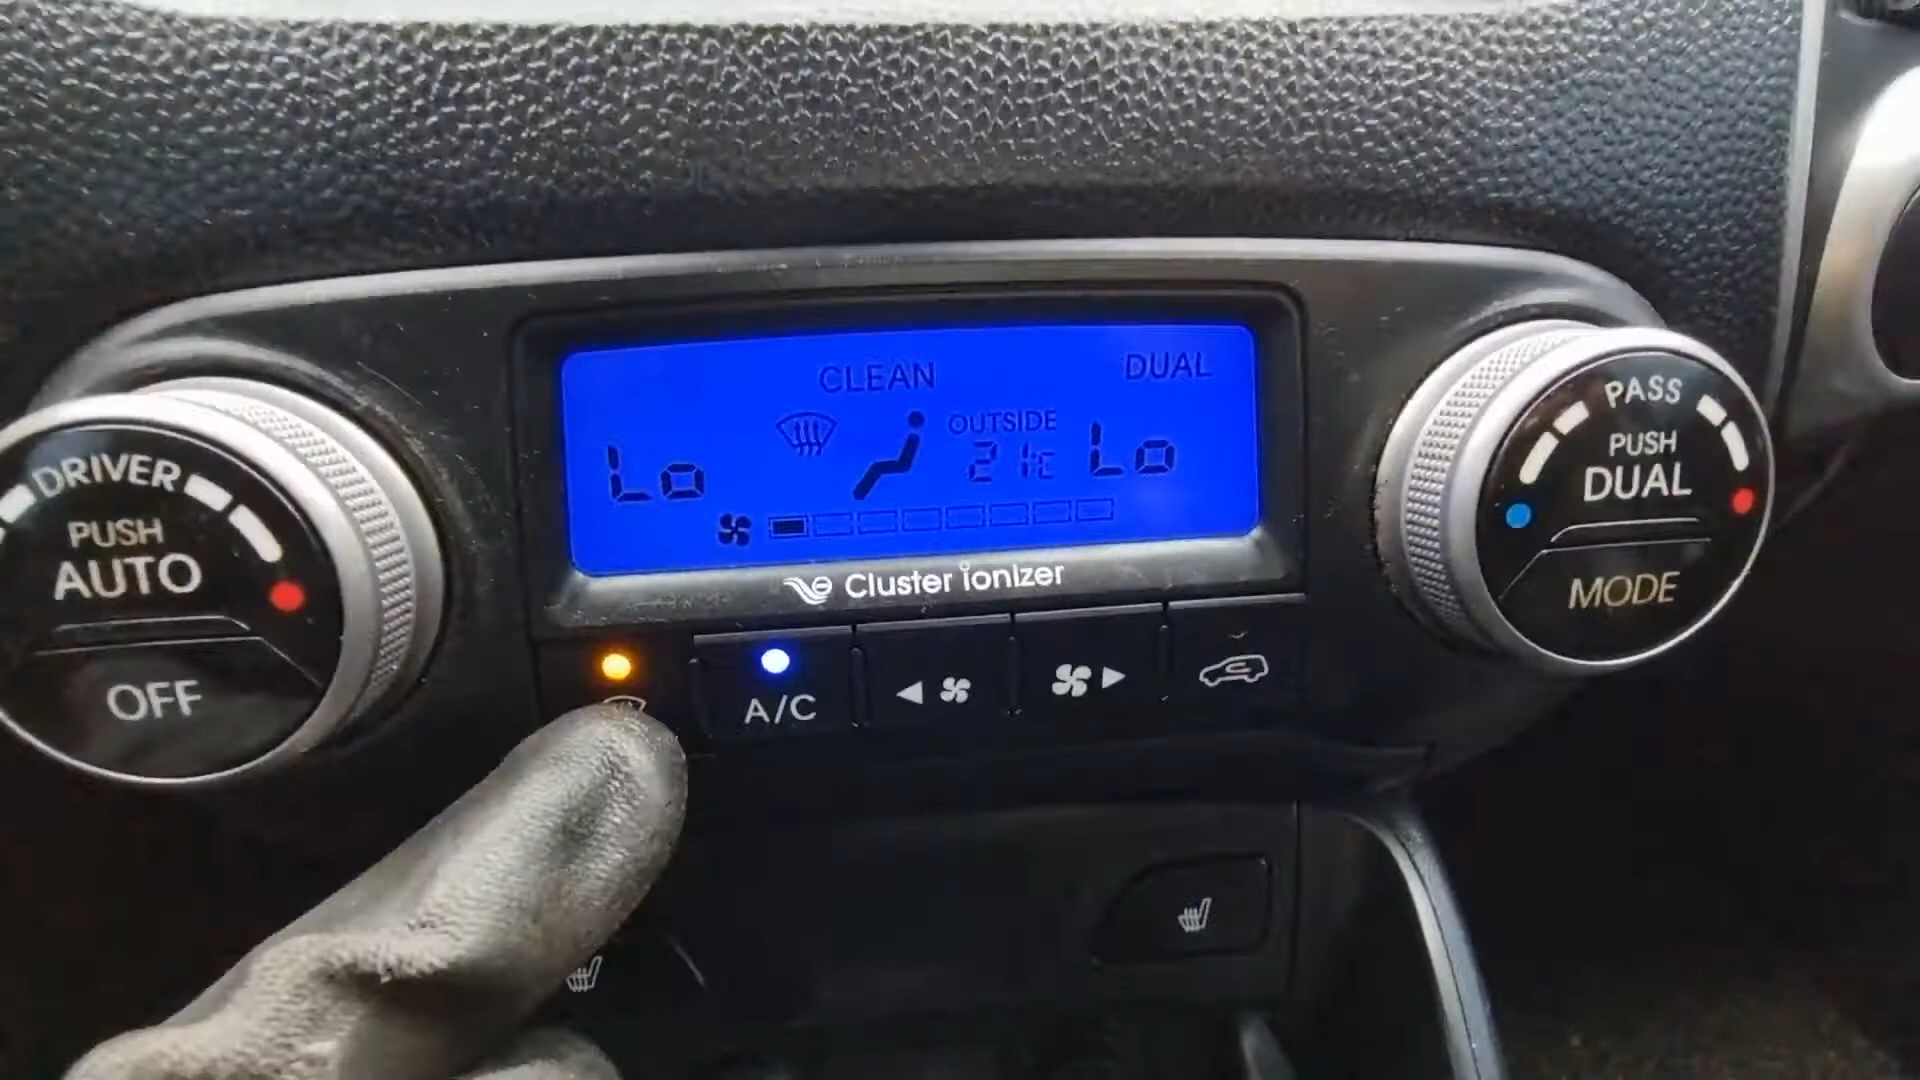 CLEAN
DUAL
OUTSIDE
Lo
21°C
Lo
Cluster ionizer
DRIVER
PUSH
AUTO
OFF
A/C
PASS
PUSH
DUAL
MODE